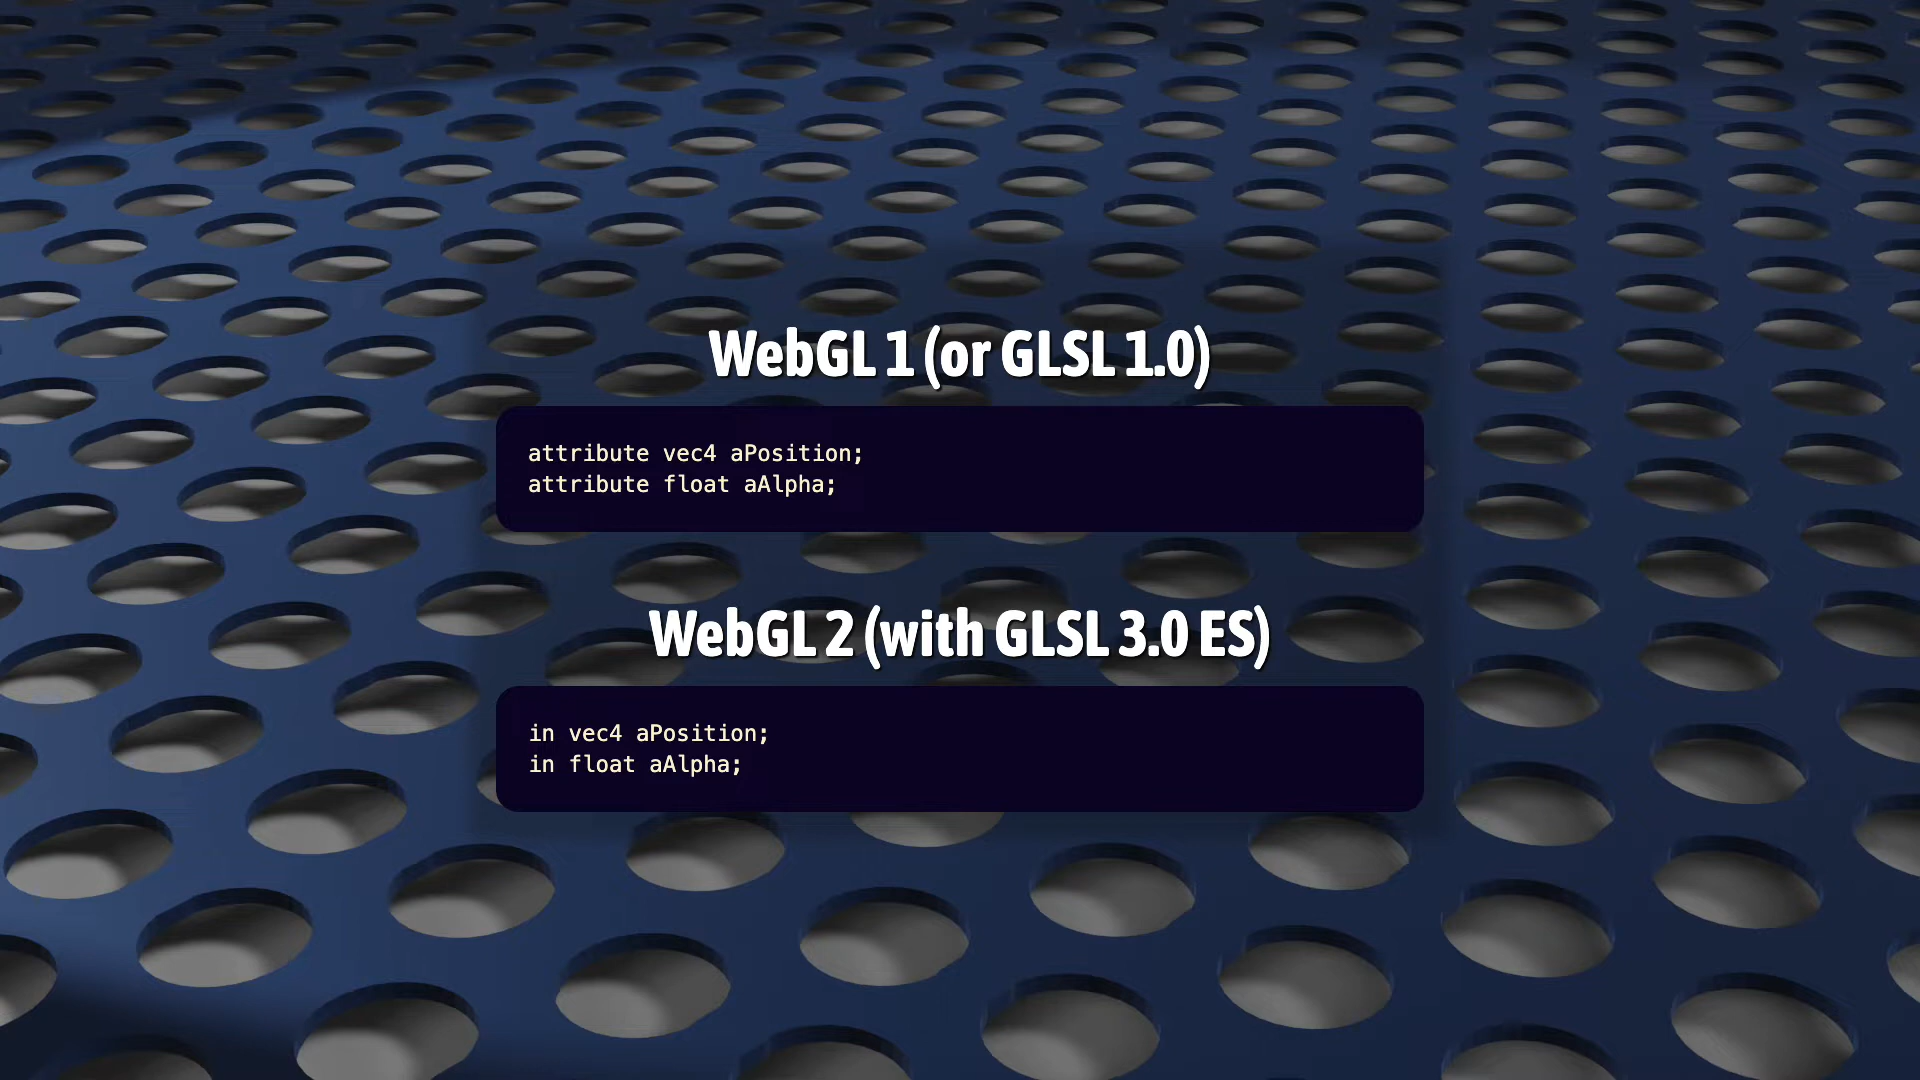 WebGL 1 (or GLSL 1.0)
attribute vec4 aPosition;
attribute float aAlpha;
WebGL 2 (with GLSL 3.0 ES)
in vec4 aPosition;
in float aAlpha;